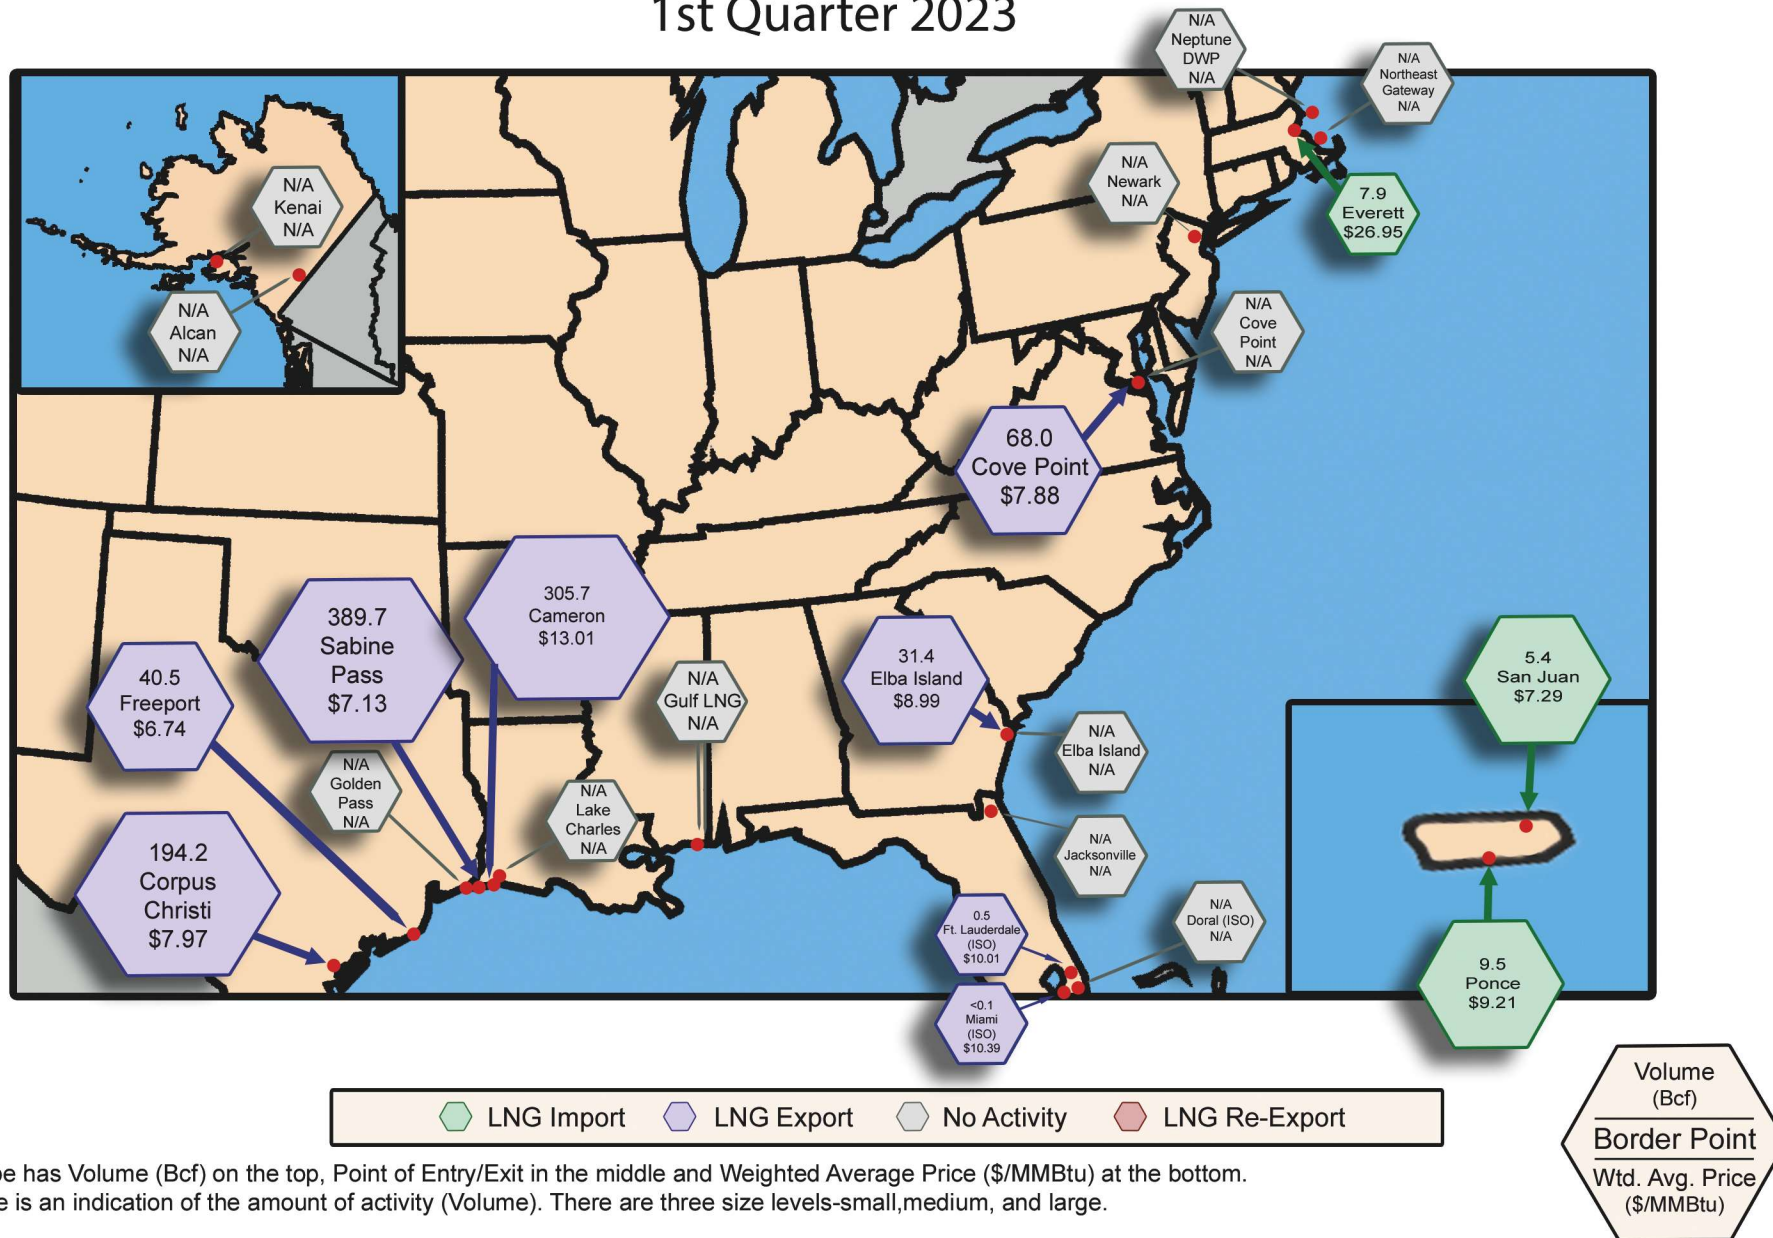 1st Quarter 2023
N/A
Neptune
DWP
N/A
N/A
Northeast
Gateway
N/A
N/A
Kenai
N/A
N/A
Newark
N/A
7.9
Everett
$26.95
N/A
Alcan
N/A
N/A
Cove
Point
N/A
68.0
Cove Point
$7.88
305.7
Cameron
$13.01
389.7
Sabine
Pass
$7.13
40.5
Freeport
$6.74
N/A
Gulf LNG
N/A
31.4
Elba Island
$8.99
5.4
San Juan
$7.29
N/A
Elba Island
N/A
N/A
Golden
Pass
N/A
N/A
Lake
Charles
N/A
194.2
Corpus
Christi
$7.97
N/A
Jacksonville
N/A
0.5
Ft. Lauderdale
(ISO)
$10.01
N/A
Doral (ISO)
N/A
<0.1
Miami
(ISO)
$10.39
9.5
Ponce
$9.21
LNG Import
LNG Export
No Activity
LNG Re-Export
Volume
(Bcf)
Border Point
Wtd. Avg. Price
($/MMBtu)
has Volume (Bcf) on the top, Point of Entry/Exit in the middle and Weighted Average Price ($/MMBtu) at the bottom.
is an indication of the amount of activity (Volume). There are three size levels-small,medium, and large.